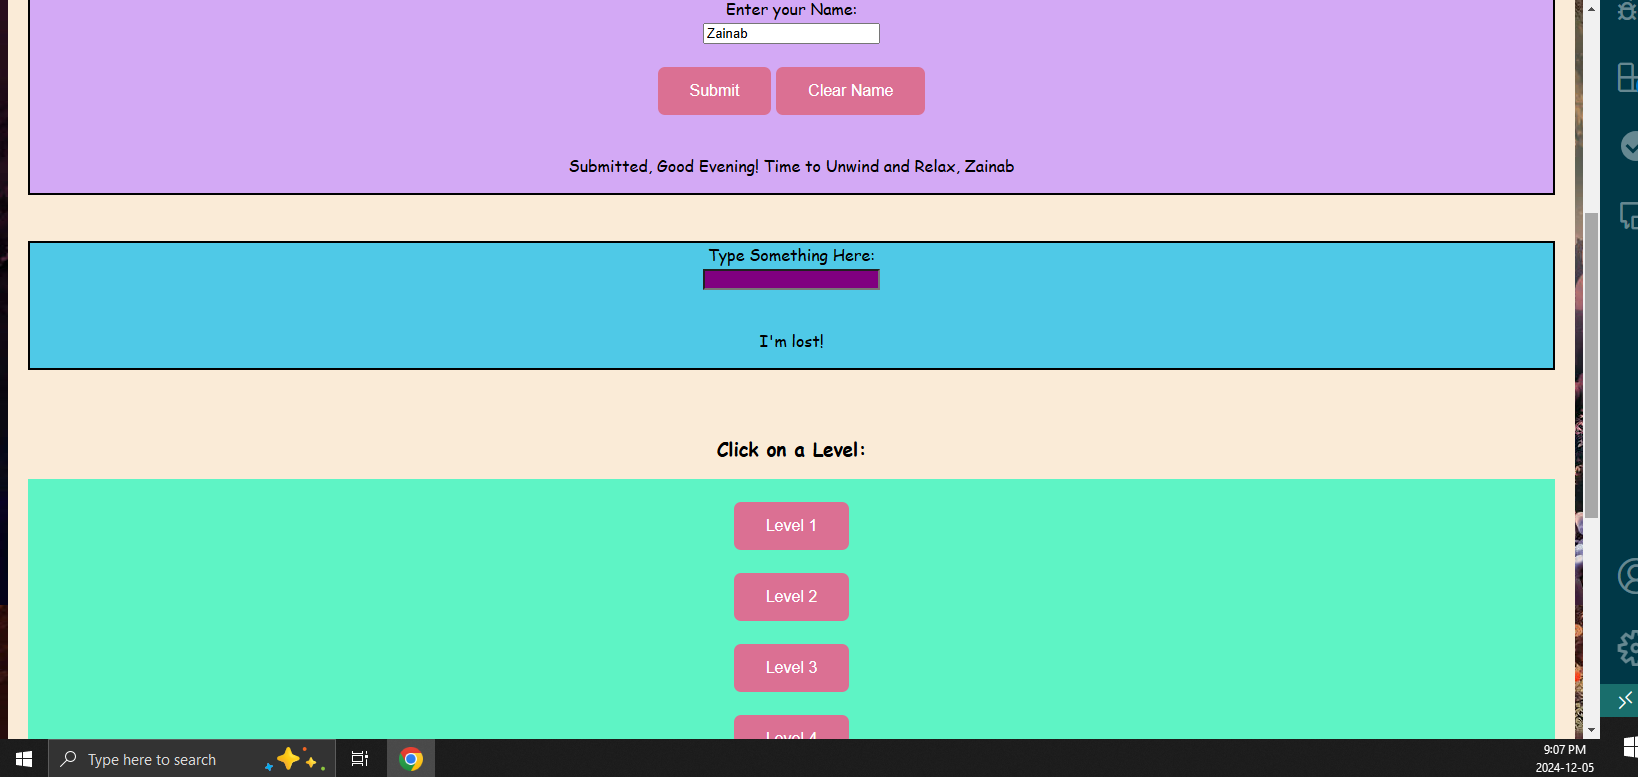 Enter your Name:
Zainab
Submit Clear Name
Submitted, Good Evening! Time to Unwind and Relax, Zainab
Type Something Here:
I'm lost!
Click on a Level:
Level 1
Level 2
Level 3
Level 4
Type here to search
9:07 PM
2024-12-05